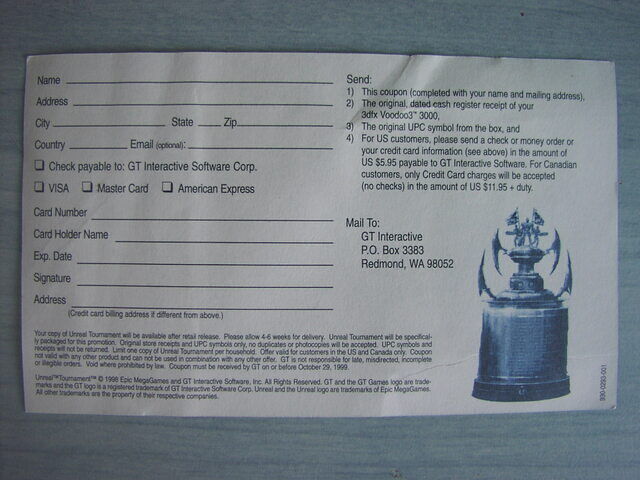 Name
Address
City State Zip
Country Email (optional):
Check payable to: GT Interactive Software Corp.
VISA Master Card American Express
Card Number
Card Holder Name
Exp. Date
Signature
Address
(Credit card billing address if different from above.)
Send:
1) This coupon (completed with your name and mailing address),
2) The original, dated cash register receipt of your
3dfx Voodoo3™ 3000,
3) The original UPC symbol from the box, and
4) For US customers, please send a check or money order or
your credit card information (see above) in the amount of
US $5.95 payable to GT Interactive Software. For Canadian
customers, only Credit Card charges will be accepted
(no checks) in the amount of US $11.95 + duty.
Mail To:
GT Interactive
P.O. Box 3383
Redmond, WA 98052
Your copy of Unreal Tournament will be available after retail release. Please allow 4-6 weeks for delivery. Unreal Tournament will be specifical-
ly packaged for this promotion. Original store receipts and UPC symbols only, no duplicates or photocopies will be accepted. UPC symbols and
receipts will not be returned. Limit one copy of Unreal Tournament per household. Offer valid for customers in the US and Canada only. Coupon
not valid with any other product and can not be used in combination with any other offer. GT is not responsible for late, misdirected, incomplete
or illegible orders. Void where prohibited by law. Coupon must be received by GT on or before October 29, 1999.
Unreal™Tournament™ © 1998 Epic MegaGames and GT Interactive Software, Inc. All Rights Reserved. GT and the GT Games logo are trade-
marks and the GT logo is a registered trademark of GT Interactive Software Corp. Unreal and the Unreal logo are trademarks of Epic MegaGames.
All other trademarks are the property of their respective companies.
930-0293-001